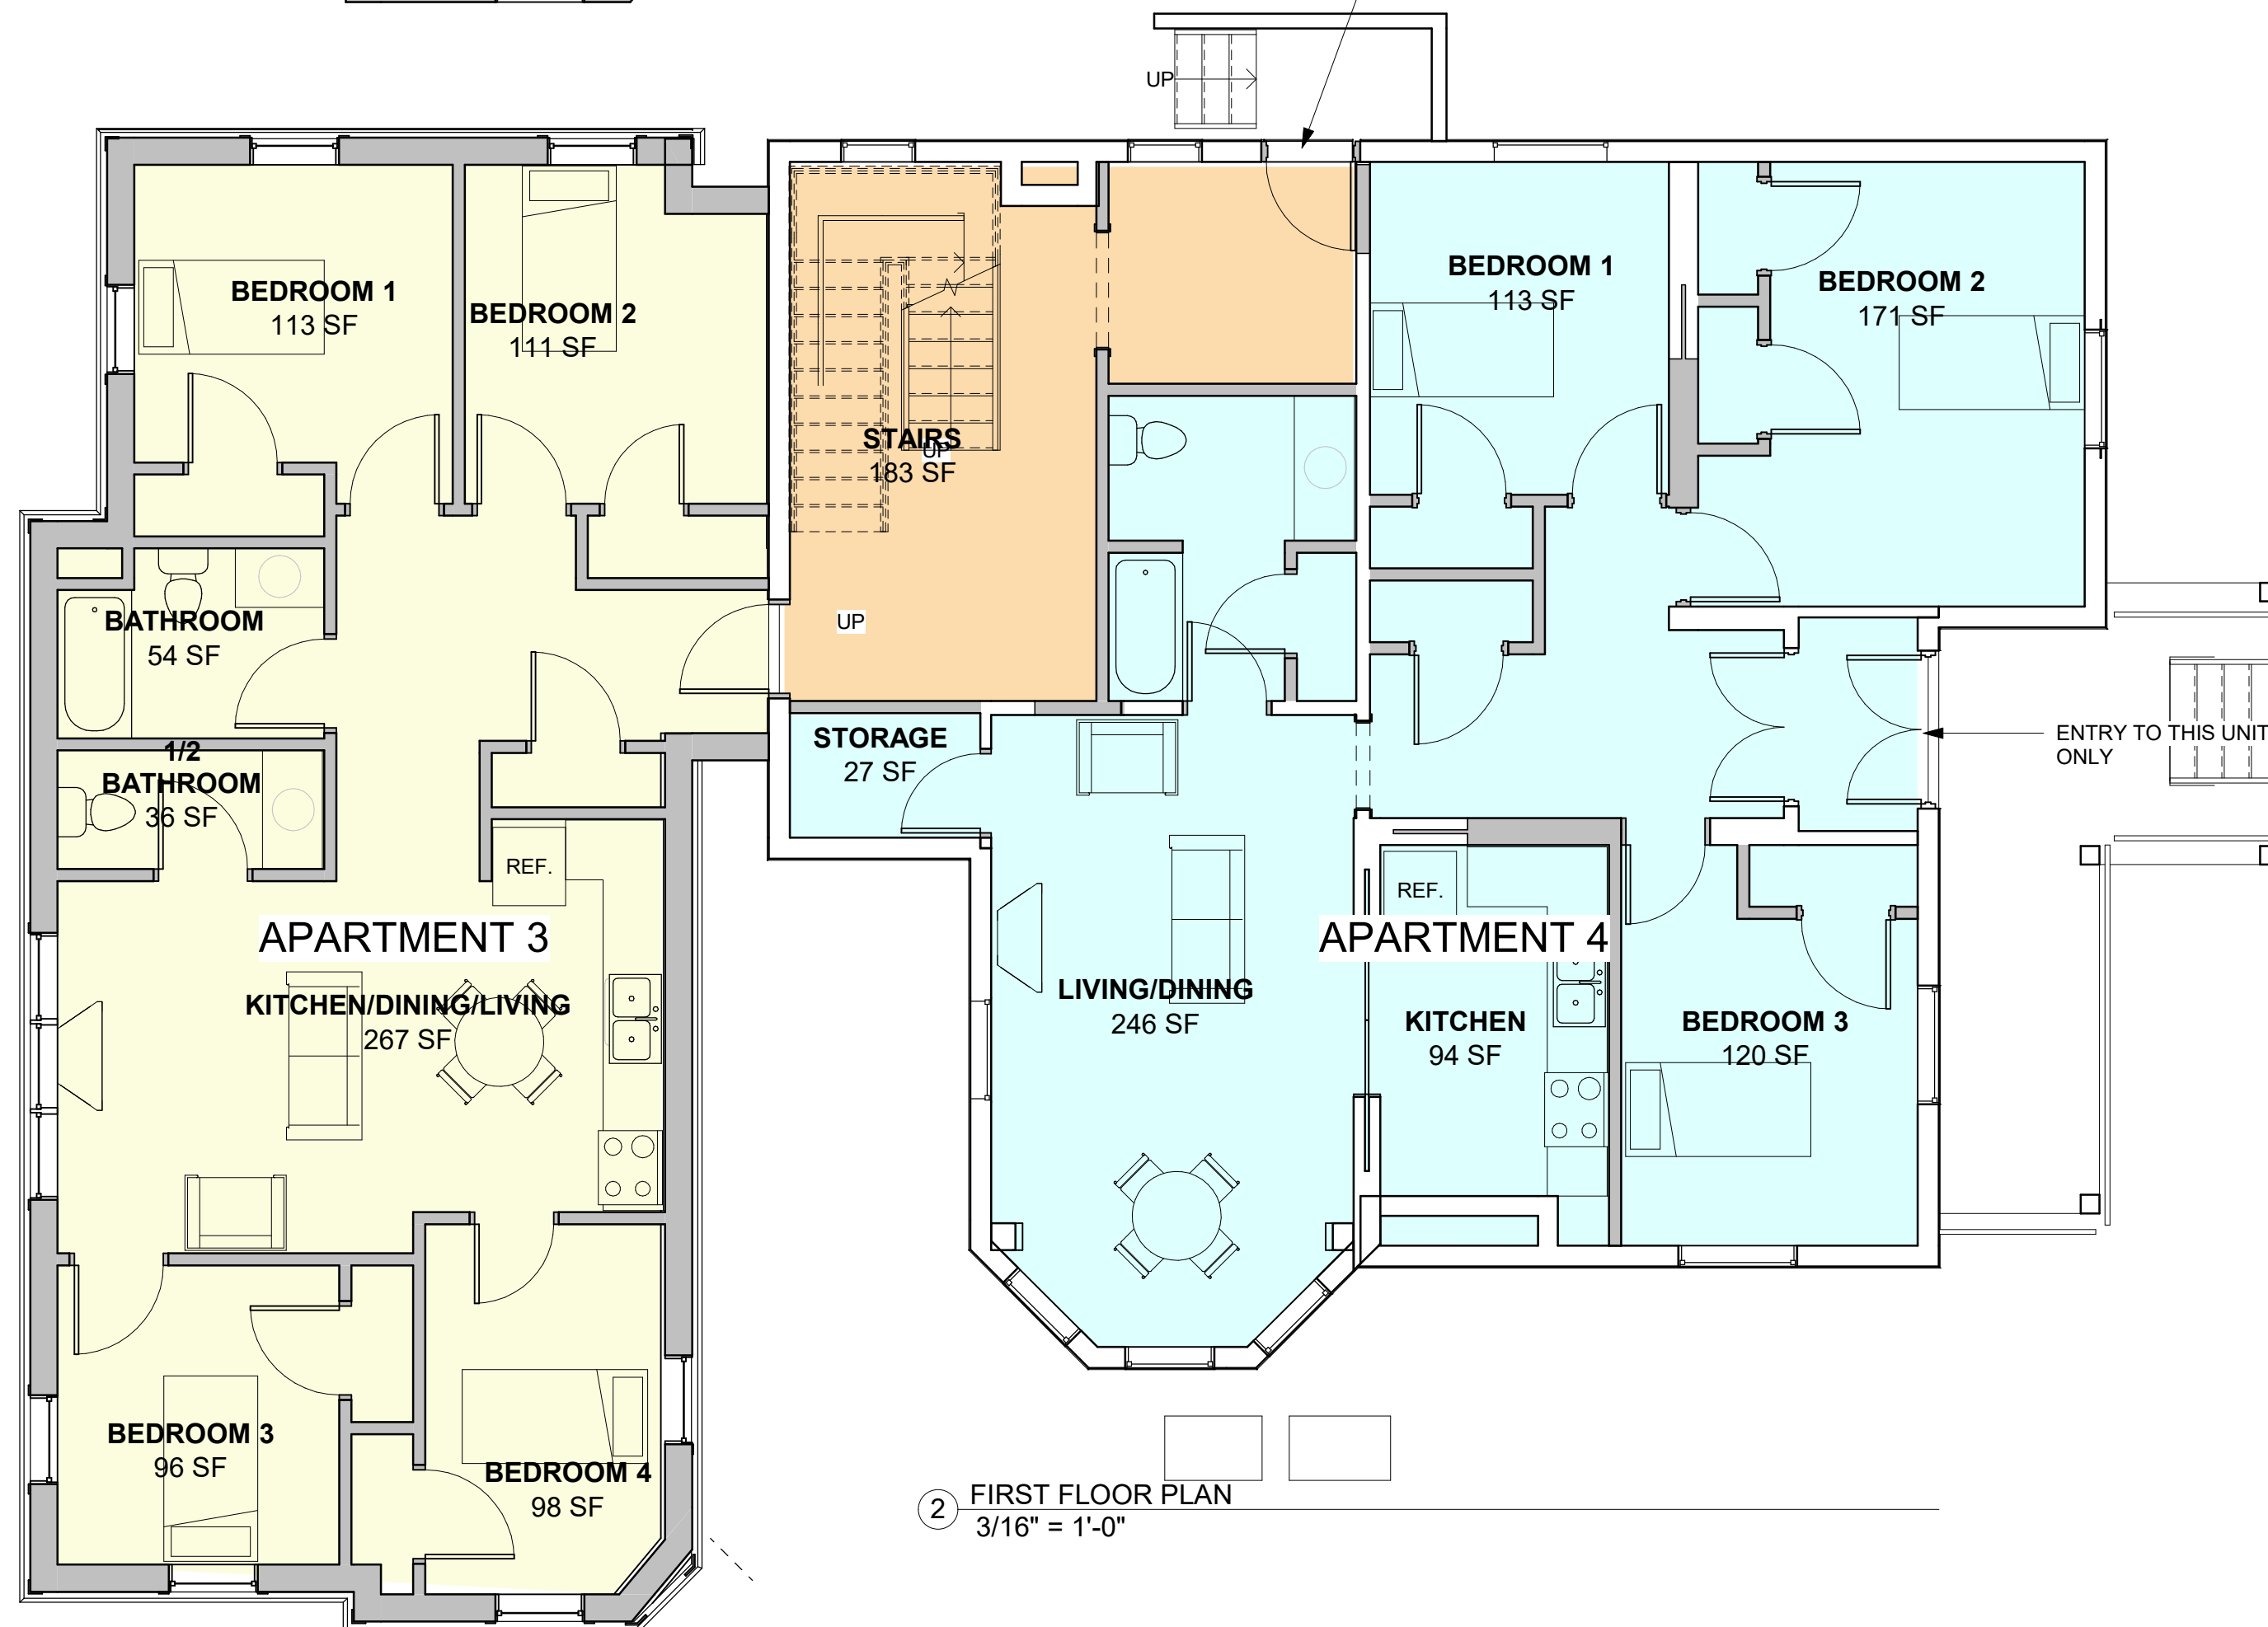 UP
BEDROOM 1
113 SF
BEDROOM 2
111 SF
STAIRS
UP
183 SF
UP
BEDROOM 1
113 SF
BEDROOM 2
171 SF
BATHROOM
54 SF
1/2
BATHROOM
36 SF
STORAGE
27 SF
ENTRY TO THIS UNIT
ONLY
REF.
REF.
APARTMENT 3
APARTMENT 4
KITCHEN/DINING/LIVING
267 SF
LIVING/DINING
246 SF
KITCHEN
94 SF
BEDROOM 3
120 SF
BEDROOM 3
96 SF
BEDROOM 4
98 SF
2
FIRST FLOOR PLAN
3/16" = 1'-0"